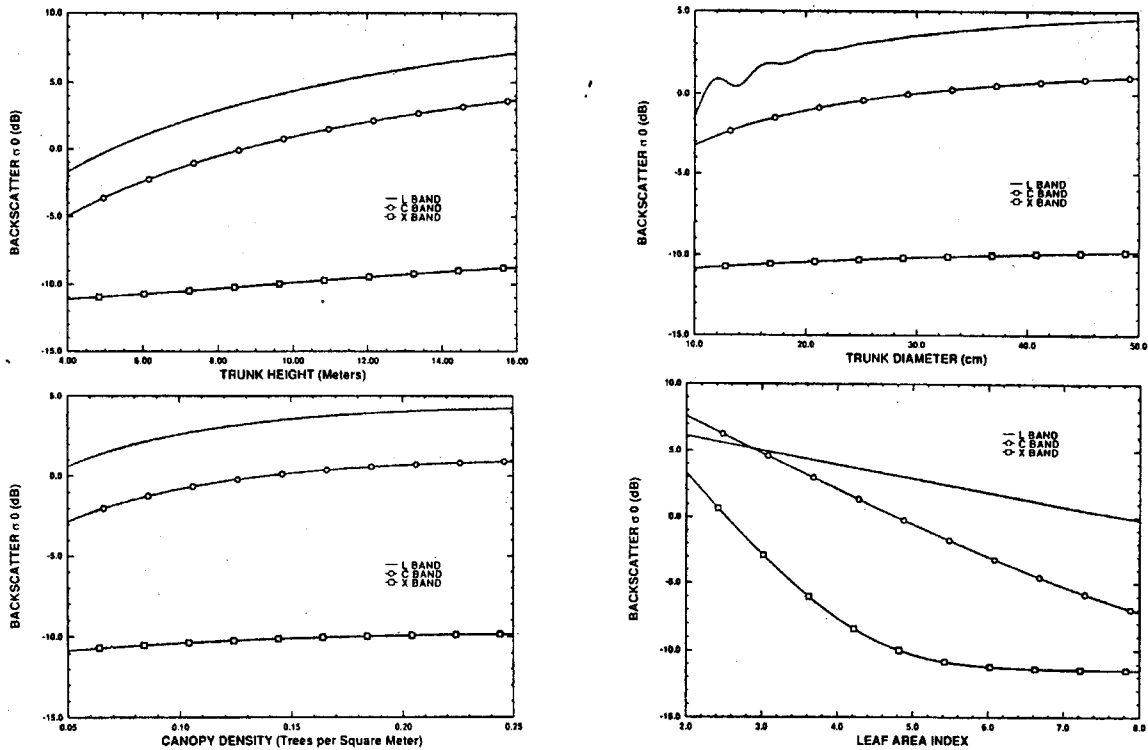 10.0
5.0
0.0
-5.0
-10.0
-15.0
BACKSCATTER σ 0 (dB)
L BAND
C BAND
X BAND
4.00 6.00 8.00 10.00 12.00 14.00 16.00
TRUNK HEIGHT (Meters)
5.0
0.0
-5.0
-10.0
-15.0
BACKSCATTER σ 0 (dB)
L BAND
C BAND
X BAND
10.0 20.0 30.0 40.0 50.0
TRUNK DIAMETER (cm)
5.0
0.0
-5.0
-10.0
-15.0
BACKSCATTER σ 0 (dB)
L BAND
C BAND
X BAND
0.05 0.10 0.15 0.20 0.25
CANOPY DENSITY (Trees per Square Meter)
10.0
5.0
0.0
-5.0
-10.0
-15.0
BACKSCATTER σ 0 (dB)
L BAND
C BAND
X BAND
2.0 3.0 4.0 5.0 6.0 7.0 8.0
LEAF AREA INDEX